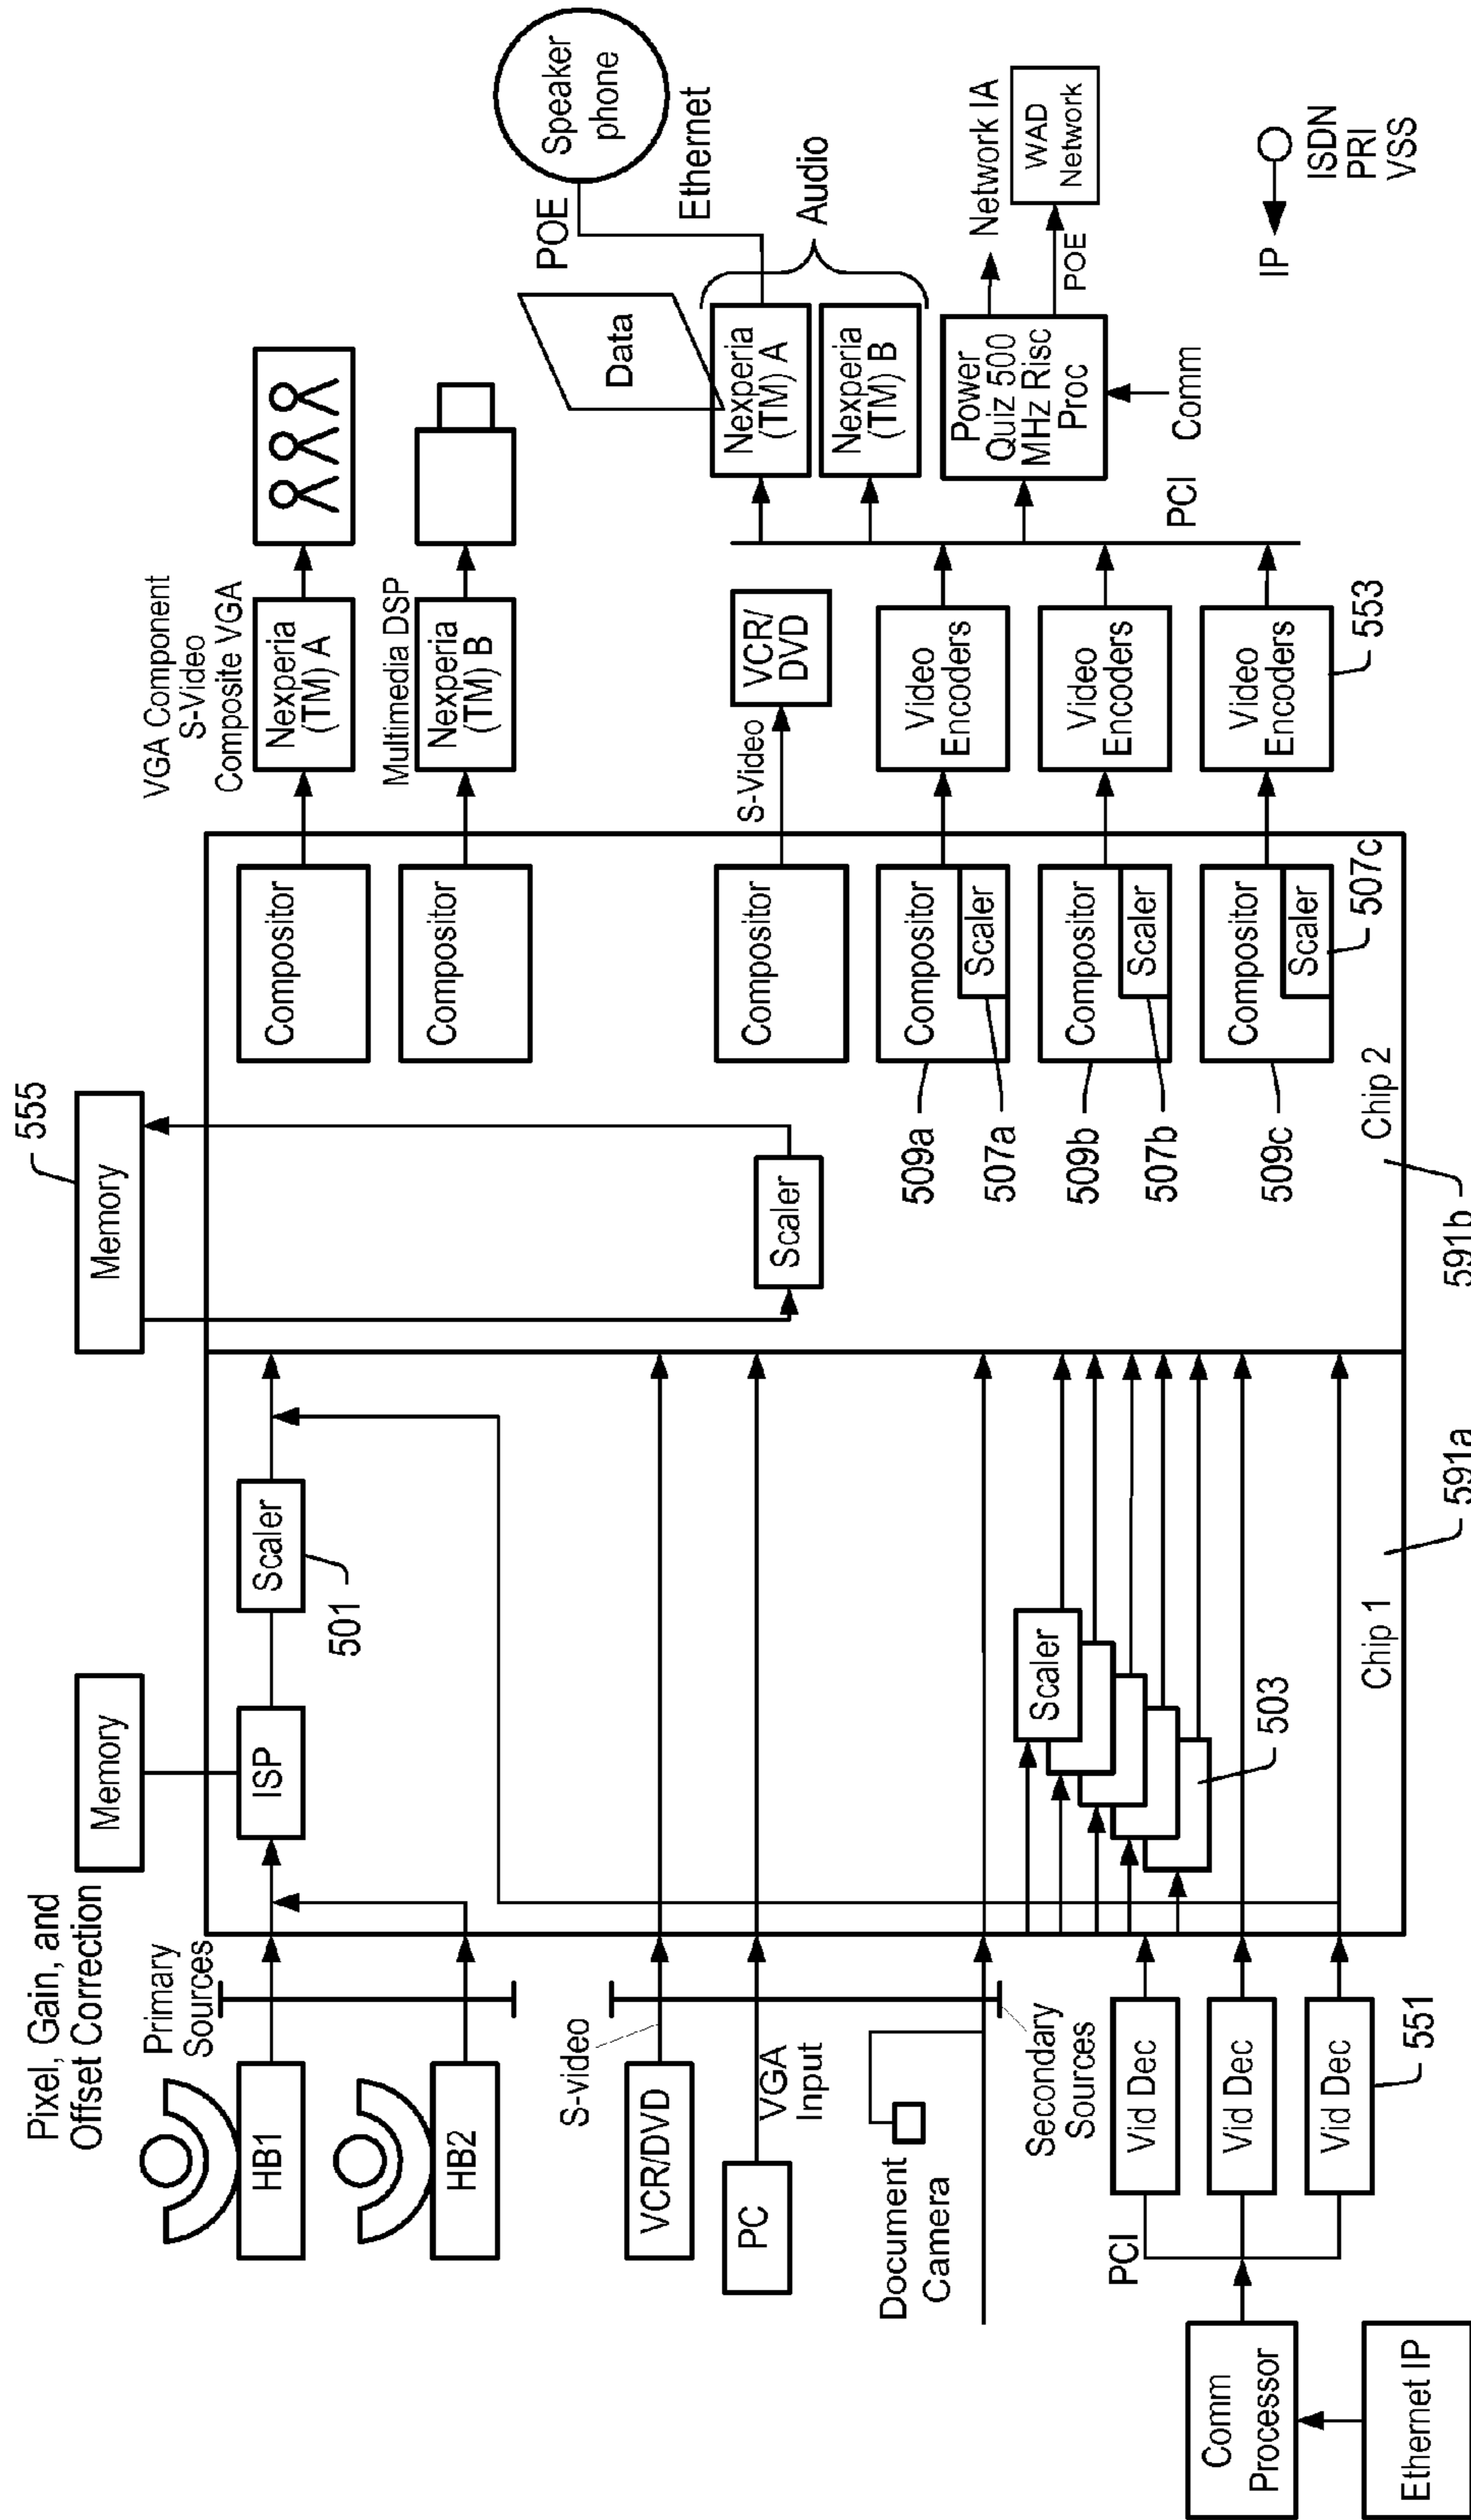 Pixel, Gain, and
Offset Correction
Primary
Sources
HB1
HB2
S-video
VCR/DVD
PC
VGA
Input
Document
Camera
Secondary
Sources
PCI
Vid Dec
Vid Dec
Vid Dec
551
Comm
Processor
Ethernet IP
Memory
ISP
Scaler
501
Scaler
503
Chip 1
591a
Memory
555
Scaler
Compositor
Compositor
Compositor
Compositor
Scaler
Compositor
Scaler
Compositor
Scaler
509a
507a
509b
507b
509c
507c
Chip 2
591b
VGA Component
S-Video
Composite VGA
Nexperia
(TM) A
Multimedia DSP
Nexperia
(TM) B
S-Video
VCR/
DVD
Video
Encoders
Video
Encoders
Video
Encoders
553
PCI
Data
POE
Speaker
phone
Ethernet
Nexperia
(TM) A
Nexperia
(TM) B
Audio
Power
Quiz 500
MHz Risc
Proc
Comm
Network IA
POE
WAD
Network
IP
ISDN
PRI
VSS